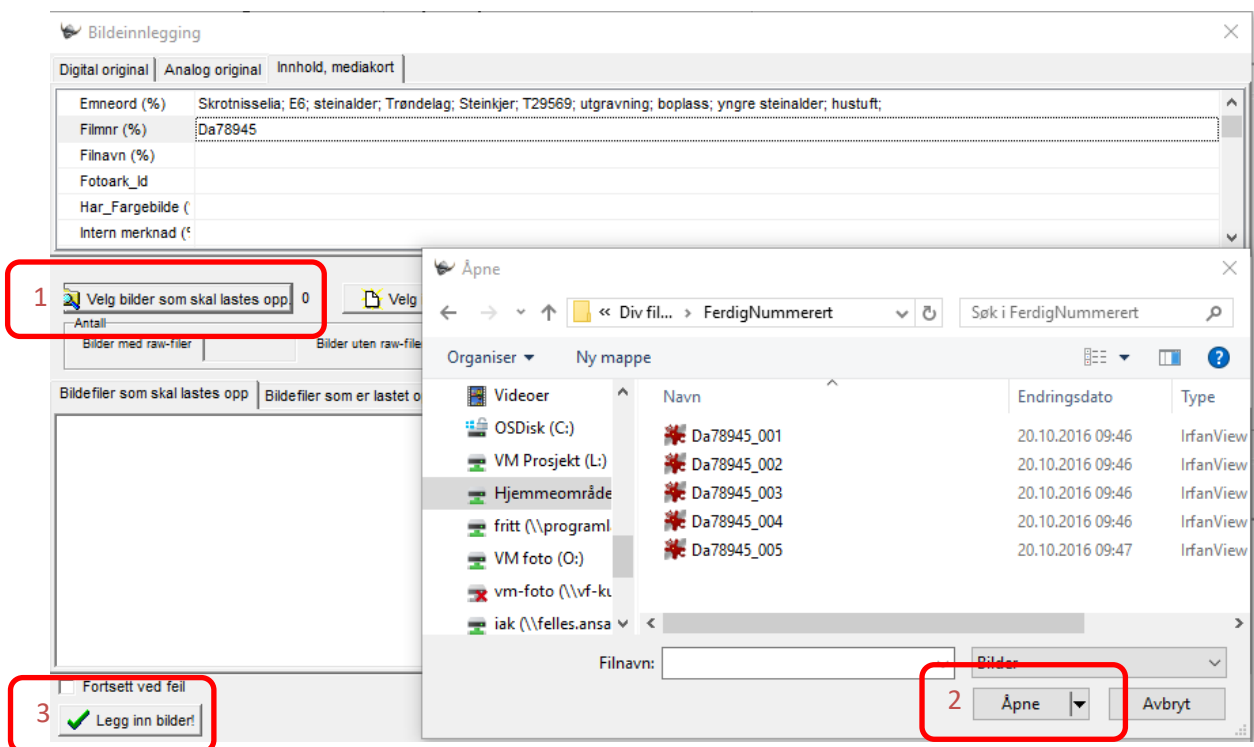 Bildeinnlegging
Digital original Analog original Innhold, mediakort
Emneord (%) Skrotnisselia; E6; steinalder; Trøndelag; Steinkjer; T29569; utgravning; boplass; yngre steinalder; hustuft;
Filmnr (%) Da78945
Filnavn (%)
Fotoark_Id
Har_Fargebilde (
Intern merknad (
1 Velg bilder som skal lastes opp. 0 Velg
Antall
Bilder med raw-filer Bilder uten raw-file
Bildefiler som skal lastes opp Bildefiler som er lastet o
Fortsett ved feil
3 Legg inn bilder!
Åpne
« Div fil... › FerdigNummerert Søk i FerdigNummerert
Organiser Ny mappe
Videoer
OSDisk (C:)
VM Prosjekt (L:)
Hjemmeområde
fritt (\\programl
VM foto (O:)
vm-foto (\\vf-ku
iak (\\felles.ansa
Navn Endringsdato Type
Da78945_001 20.10.2016 09:46 IrfanView
Da78945_002 20.10.2016 09:46 IrfanView
Da78945_003 20.10.2016 09:46 IrfanView
Da78945_004 20.10.2016 09:46 IrfanView
Da78945_005 20.10.2016 09:47 IrfanView
Filnavn: Bilder
2 Åpne Avbryt